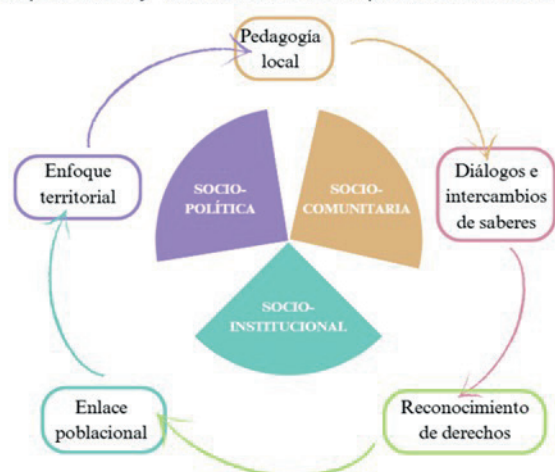 Pedagogía
local
Diálogos e
intercambios
de saberes
Reconocimiento
de derechos
Enlace
poblacional
Enfoque
territorial
SOCIO-
POLÍTICA
SOCIO-
COMUNITARIA
SOCIO-
INSTITUCIONAL